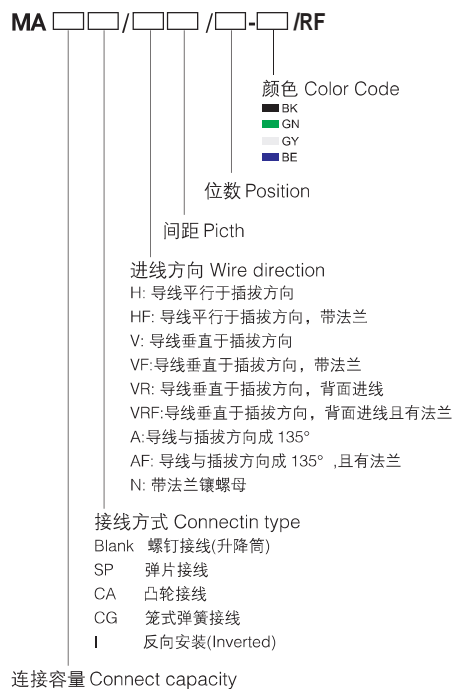 MA / / - /RF
颜色 Color Code
BK
GN
GY
BE
位数 Position
间距 Picth
进线方向 Wire direction
H: 导线平行于插拔方向
HF: 导线平行于插拔方向，带法兰
V: 导线垂直于插拔方向
VF:导线垂直于插拔方向，带法兰
VR: 导线垂直于插拔方向，背面进线
VRF:导线垂直于插拔方向，背面进线且有法兰
A:导线与插拔方向成 135°
AF: 导线与插拔方向成 135° ,且有法兰
N: 带法兰镶螺母
接线方式 Connectin type
Blank 螺钉接线(升降筒)
SP 弹片接线
CA 凸轮接线
CG 笼式弹簧接线
I 反向安装(Inverted)
连接容量 Connect capacity